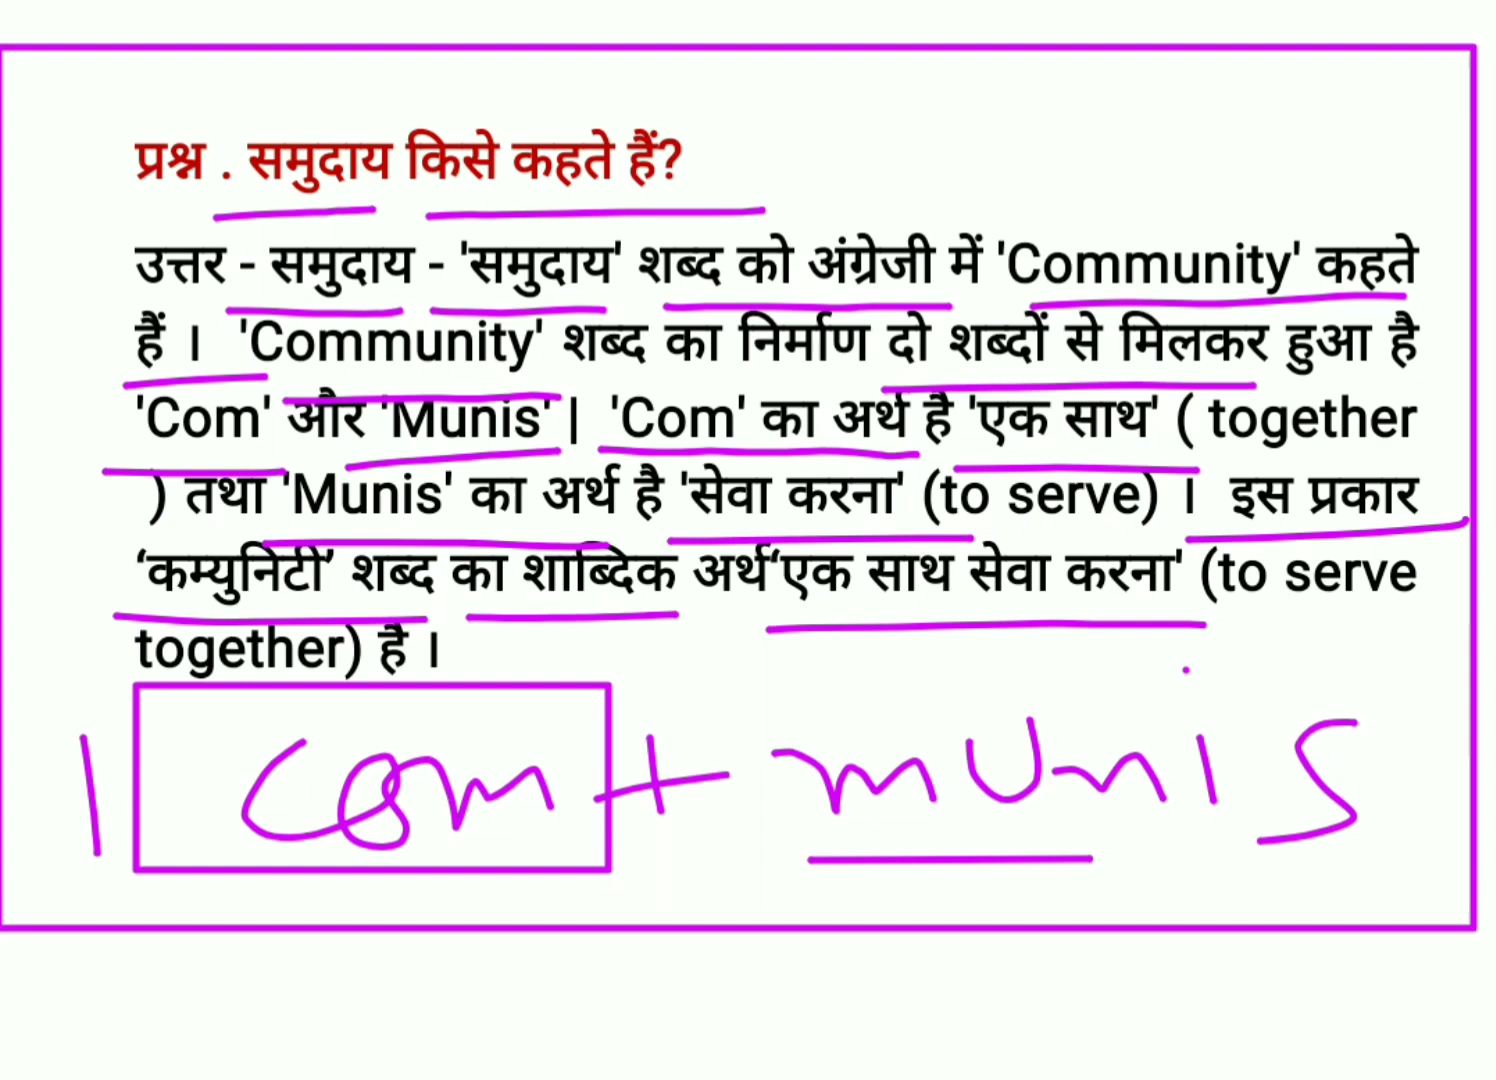 प्रश्न . समुदाय किसे कहते हैं?
उत्तर - समुदाय - 'समुदाय' शब्द को अंग्रेजी में 'Community' कहते
हैं । 'Community' शब्द का निर्माण दो शब्दों से मिलकर हुआ है
'Com' और 'Munis' | 'Com' का अर्थ है 'एक साथ' ( together
) तथा 'Munis' का अर्थ है 'सेवा करना' (to serve) । इस प्रकार
‘कम्युनिटी’ शब्द का शाब्दिक अर्थ‘एक साथ सेवा करना' (to serve
together) है ।
com + munis